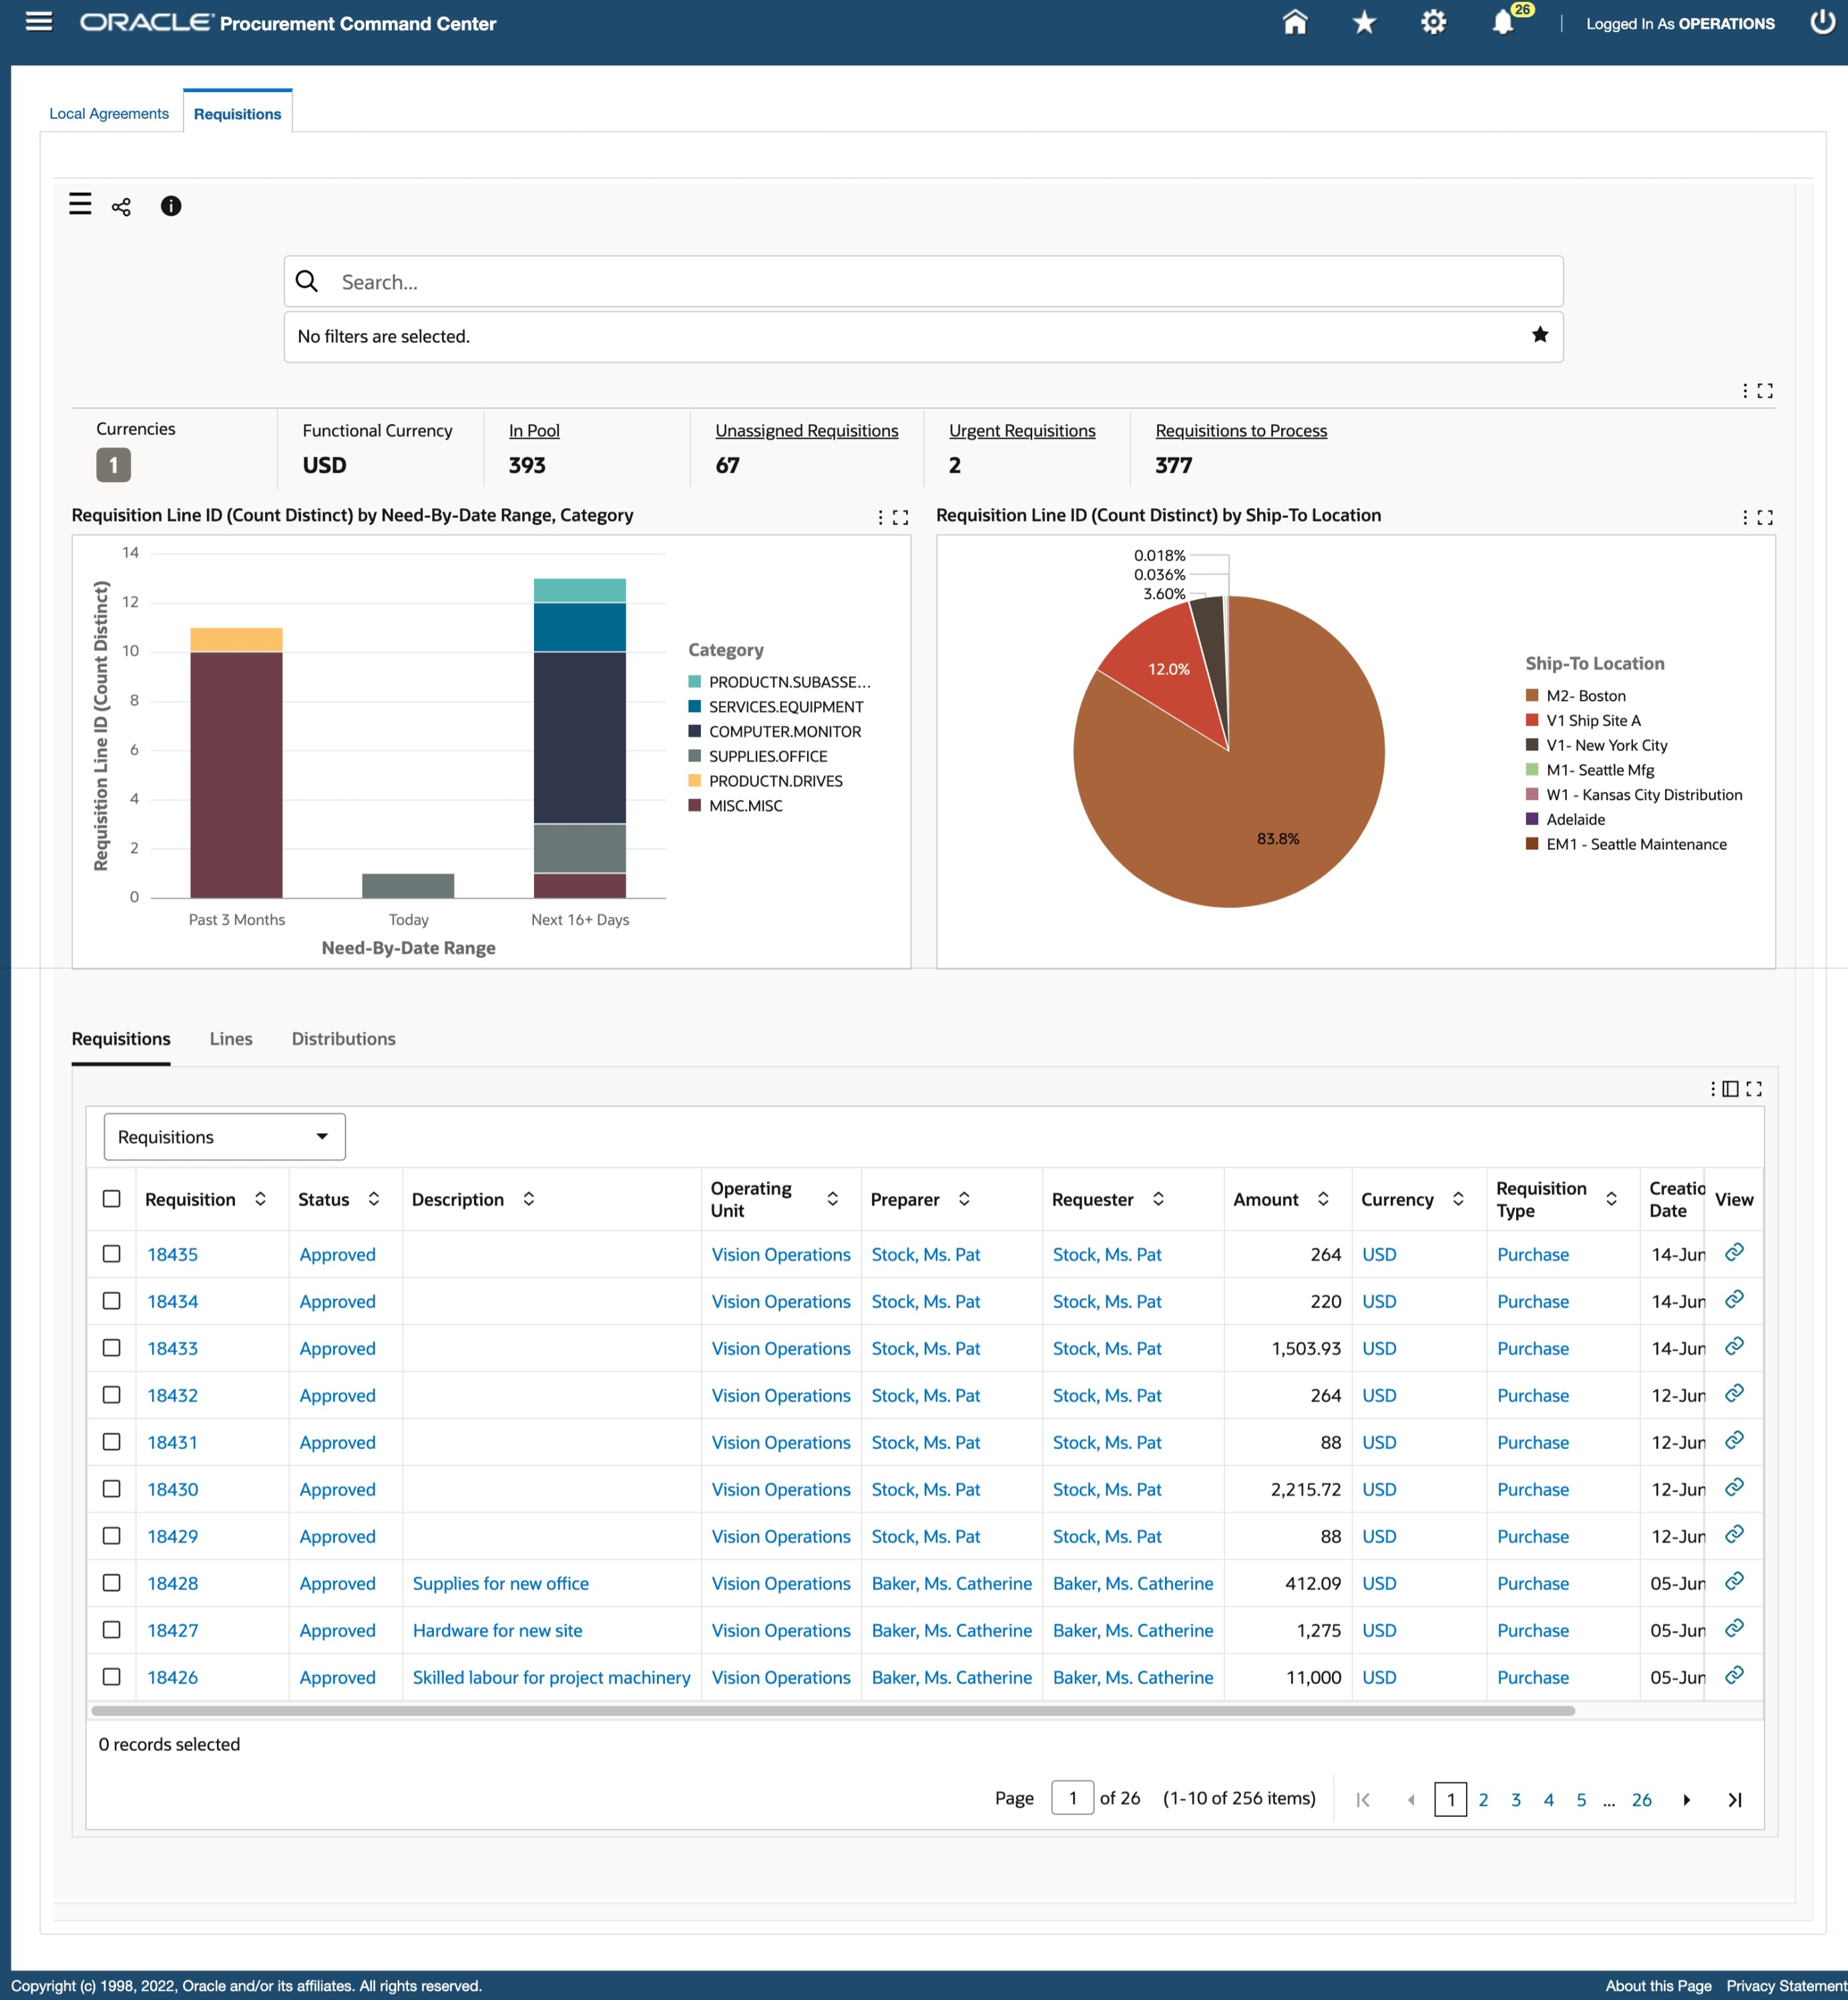 ORACLE Procurement Command Center
26
Logged In As OPERATIONS
Local Agreements
Requisitions
Search...
No filters are selected.
Currencies
1
Functional Currency
USD
In Pool
393
Unassigned Requisitions
67
Urgent Requisitions
2
Requisitions to Process
377
Requisition Line ID (Count Distinct) by Need-By-Date Range, Category
Requisition Line ID (Count Distinct)
14
12
10
8
6
4
2
0
Past 3 Months
Today
Next 16+ Days
Need-By-Date Range
Category
PRODUCTN.SUBASSE...
SERVICES.EQUIPMENT
COMPUTER.MONITOR
SUPPLIES.OFFICE
PRODUCTN.DRIVES
MISC.MISC
Requisition Line ID (Count Distinct) by Ship-To Location
0.018%
0.036%
3.60%
12.0%
83.8%
Ship-To Location
M2- Boston
V1 Ship Site A
V1- New York City
M1- Seattle Mfg
W1 - Kansas City Distribution
Adelaide
EM1 - Seattle Maintenance
Requisitions Lines Distributions
Requisitions
Requisition Status Description Operating Unit Preparer Requester Amount Currency Requisition Type Creatio Date View
18435 Approved Vision Operations Stock, Ms. Pat Stock, Ms. Pat 264 USD Purchase 14-Jun
18434 Approved Vision Operations Stock, Ms. Pat Stock, Ms. Pat 220 USD Purchase 14-Jun
18433 Approved Vision Operations Stock, Ms. Pat Stock, Ms. Pat 1,503.93 USD Purchase 14-Jun
18432 Approved Vision Operations Stock, Ms. Pat Stock, Ms. Pat 264 USD Purchase 12-Jun
18431 Approved Vision Operations Stock, Ms. Pat Stock, Ms. Pat 88 USD Purchase 12-Jun
18430 Approved Vision Operations Stock, Ms. Pat Stock, Ms. Pat 2,215.72 USD Purchase 12-Jun
18429 Approved Vision Operations Stock, Ms. Pat Stock, Ms. Pat 88 USD Purchase 12-Jun
18428 Approved Supplies for new office Vision Operations Baker, Ms. Catherine Baker, Ms. Catherine 412.09 USD Purchase 05-Jun
18427 Approved Hardware for new site Vision Operations Baker, Ms. Catherine Baker, Ms. Catherine 1,275 USD Purchase 05-Jun
18426 Approved Skilled labour for project machinery Vision Operations Baker, Ms. Catherine Baker, Ms. Catherine 11,000 USD Purchase 05-Jun
0 records selected
Page 1 of 26 (1-10 of 256 items) 1 2 3 4 5 ... 26
Copyright (c) 1998, 2022, Oracle and/or its affiliates. All rights reserved.
About this Page Privacy Statement